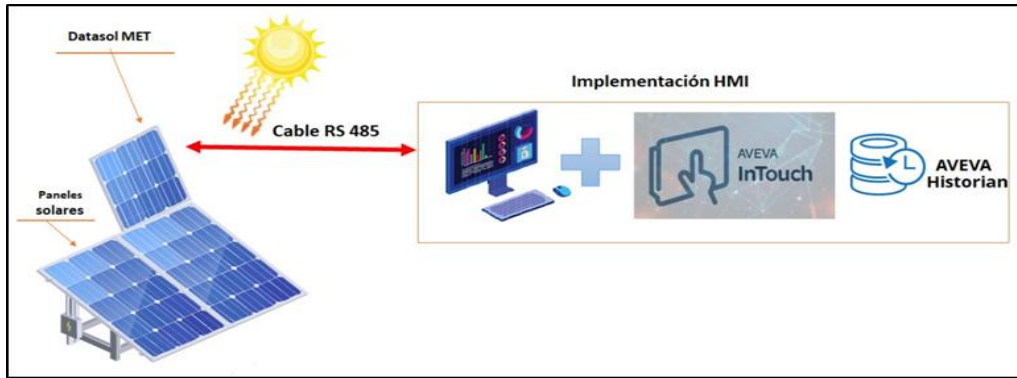 Datasol MET
Implementación HMI
Cable RS 485
AVEVA
InTouch
AVEVA
Historian
Paneles
solares